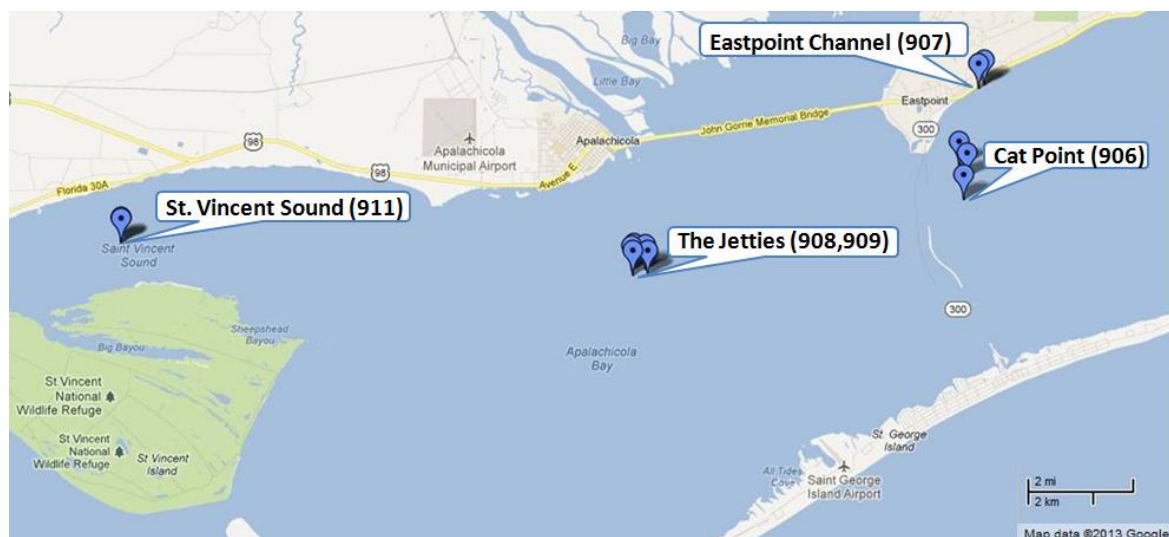 Eastpoint Channel (907)
Big Bay
Little Bay
Eastpoint
John Gorrie Memorial Bridge
300
98
Apalachicola
Apalachicola
Municipal Airport
Avenue E
98
Cat Point (906)
Florida 30A
St. Vincent Sound (911)
Saint Vincent
Sound
The Jetties (908,909)
300
Sheepshead
Bayou
Big Bayou
Apalachicola
Bay
St.Vincent
National
Wildlife Refuge
St.Vincent
National
Wildlife Refuge
St.Vincent
Island
St. George
Island
All Tides
Cove
Saint George
Island Airport
2 mi
2 km
Map data ©2013 Google